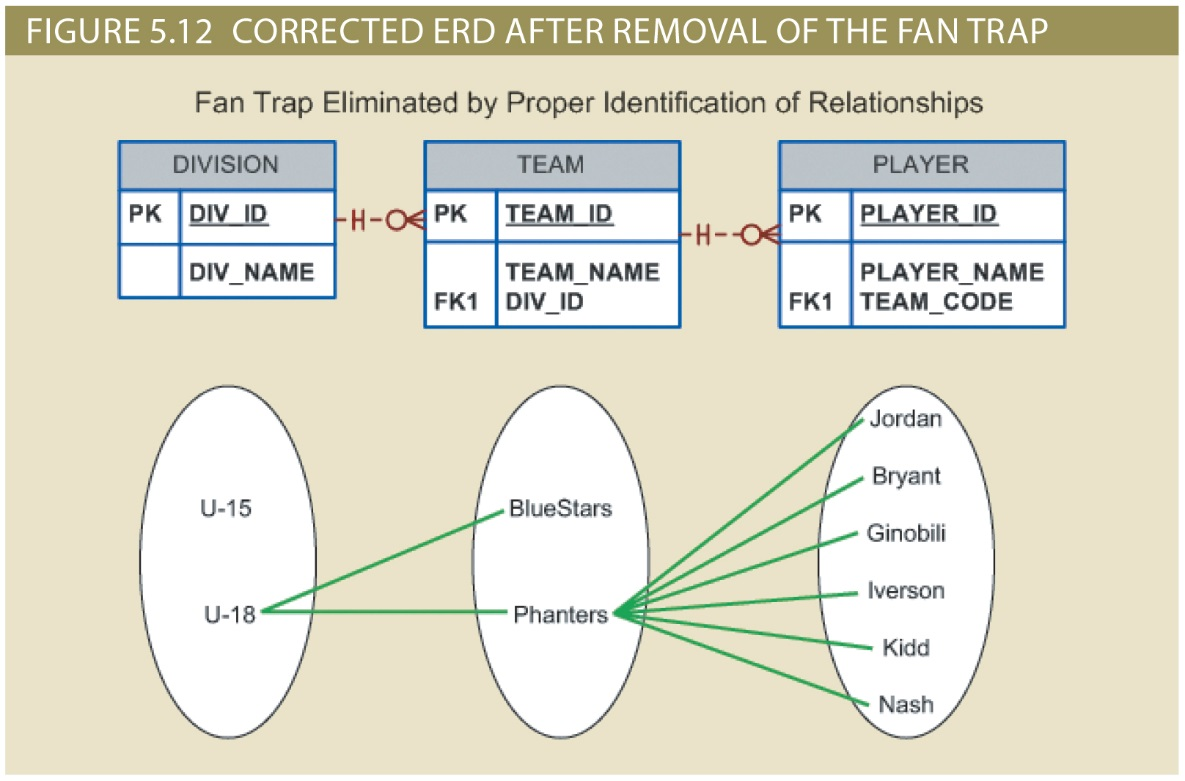 FIGURE 5.12 CORRECTED ERD AFTER REMOVAL OF THE FAN TRAP
Fan Trap Eliminated by Proper Identification of Relationships
DIVISION
PK DIV_ID
DIV_NAME
TEAM
PK TEAM_ID
TEAM_NAME
FK1 DIV_ID
PLAYER
PK PLAYER_ID
PLAYER_NAME
FK1 TEAM_CODE
U-15
U-18
BlueStars
Phanters
Jordan
Bryant
Ginobili
Iverson
Kidd
Nash